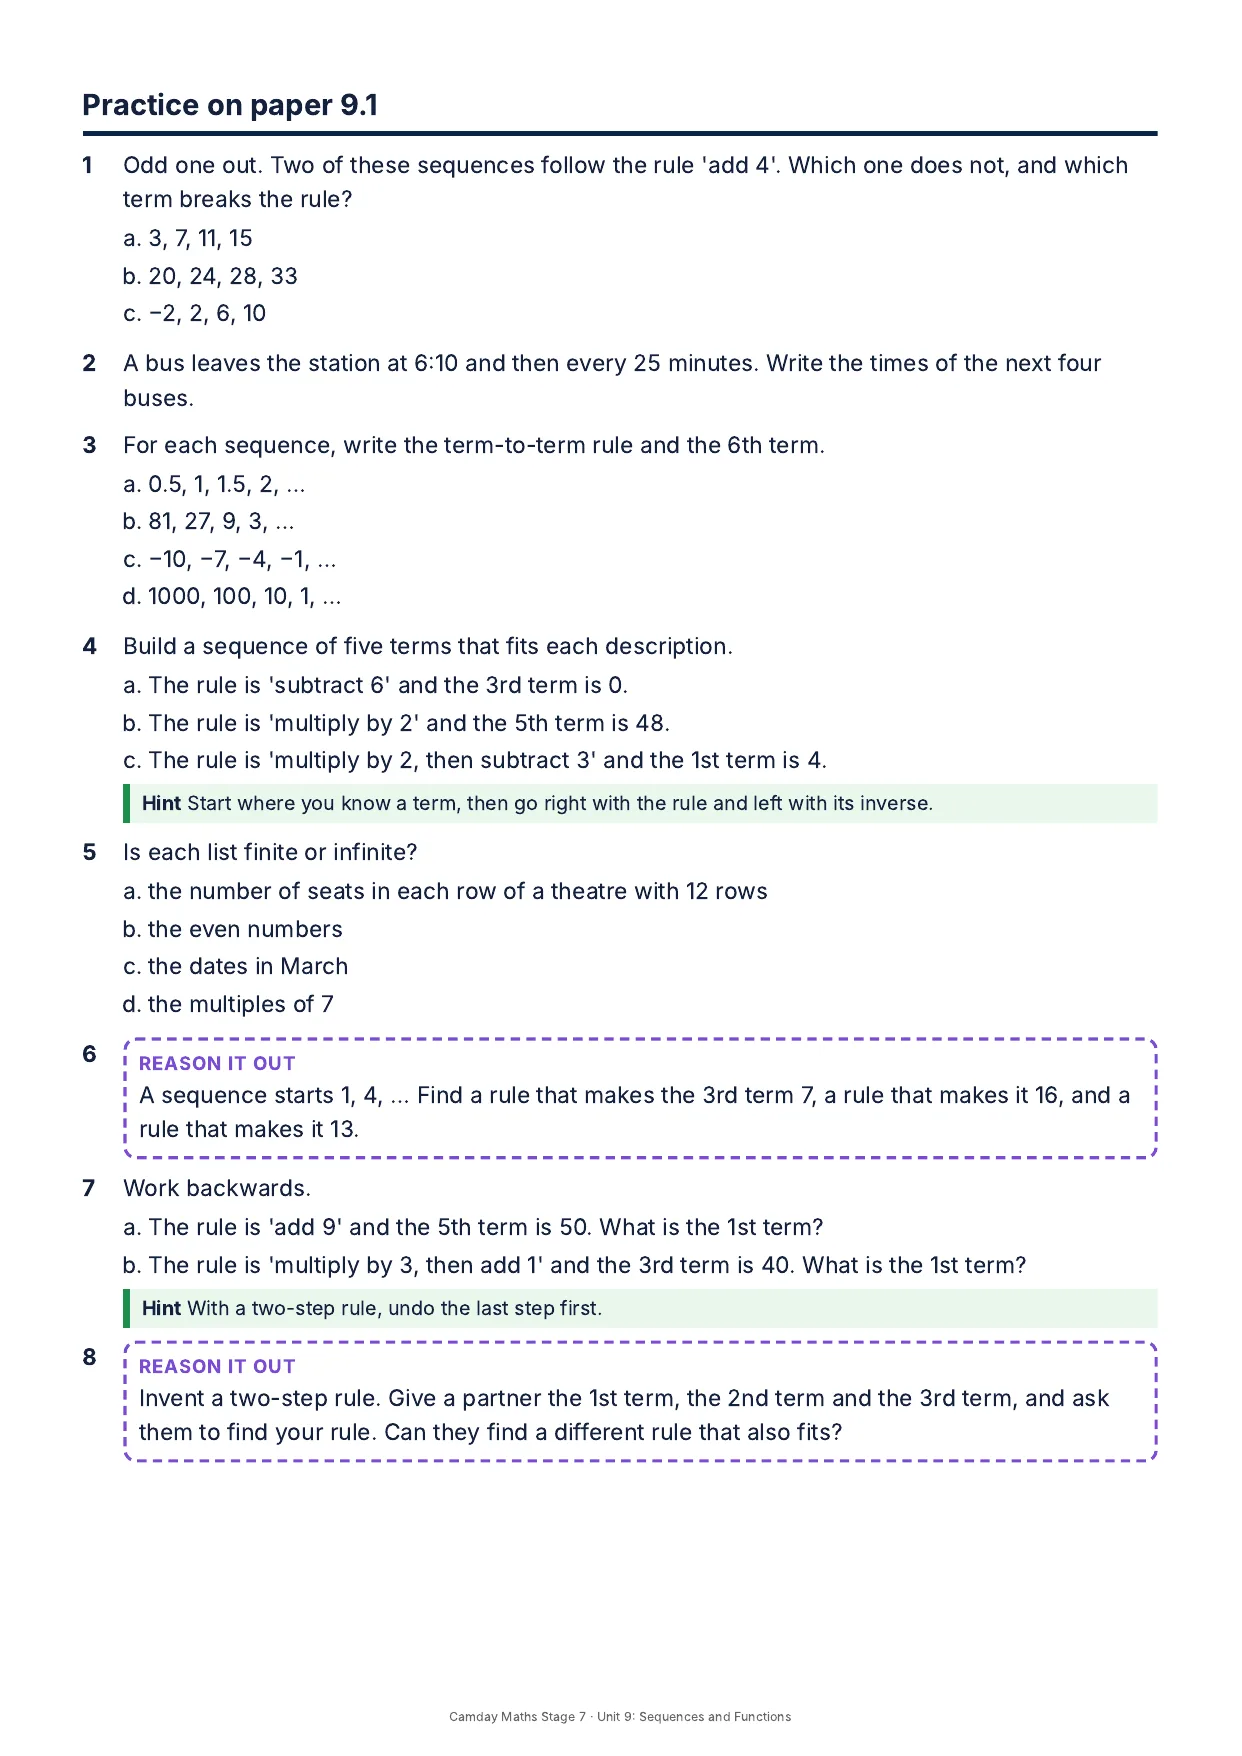 Practice on paper 9.1
1 Odd one out. Two of these sequences follow the rule 'add 4'. Which one does not, and which
term breaks the rule?
a. 3, 7, 11, 15
b. 20, 24, 28, 33
c. −2, 2, 6, 10
2 A bus leaves the station at 6:10 and then every 25 minutes. Write the times of the next four
buses.
3 For each sequence, write the term-to-term rule and the 6th term.
a. 0.5, 1, 1.5, 2, …
b. 81, 27, 9, 3, …
c. −10, −7, −4, −1, …
d. 1000, 100, 10, 1, …
4 Build a sequence of five terms that fits each description.
a. The rule is 'subtract 6' and the 3rd term is 0.
b. The rule is 'multiply by 2' and the 5th term is 48.
c. The rule is 'multiply by 2, then subtract 3' and the 1st term is 4.
Hint Start where you know a term, then go right with the rule and left with its inverse.
5 Is each list finite or infinite?
a. the number of seats in each row of a theatre with 12 rows
b. the even numbers
c. the dates in March
d. the multiples of 7
6 REASON IT OUT
A sequence starts 1, 4, … Find a rule that makes the 3rd term 7, a rule that makes it 16, and a
rule that makes it 13.
7 Work backwards.
a. The rule is 'add 9' and the 5th term is 50. What is the 1st term?
b. The rule is 'multiply by 3, then add 1' and the 3rd term is 40. What is the 1st term?
Hint With a two-step rule, undo the last step first.
8 REASON IT OUT
Invent a two-step rule. Give a partner the 1st term, the 2nd term and the 3rd term, and ask
them to find your rule. Can they find a different rule that also fits?
Camday Maths Stage 7 · Unit 9: Sequences and Functions